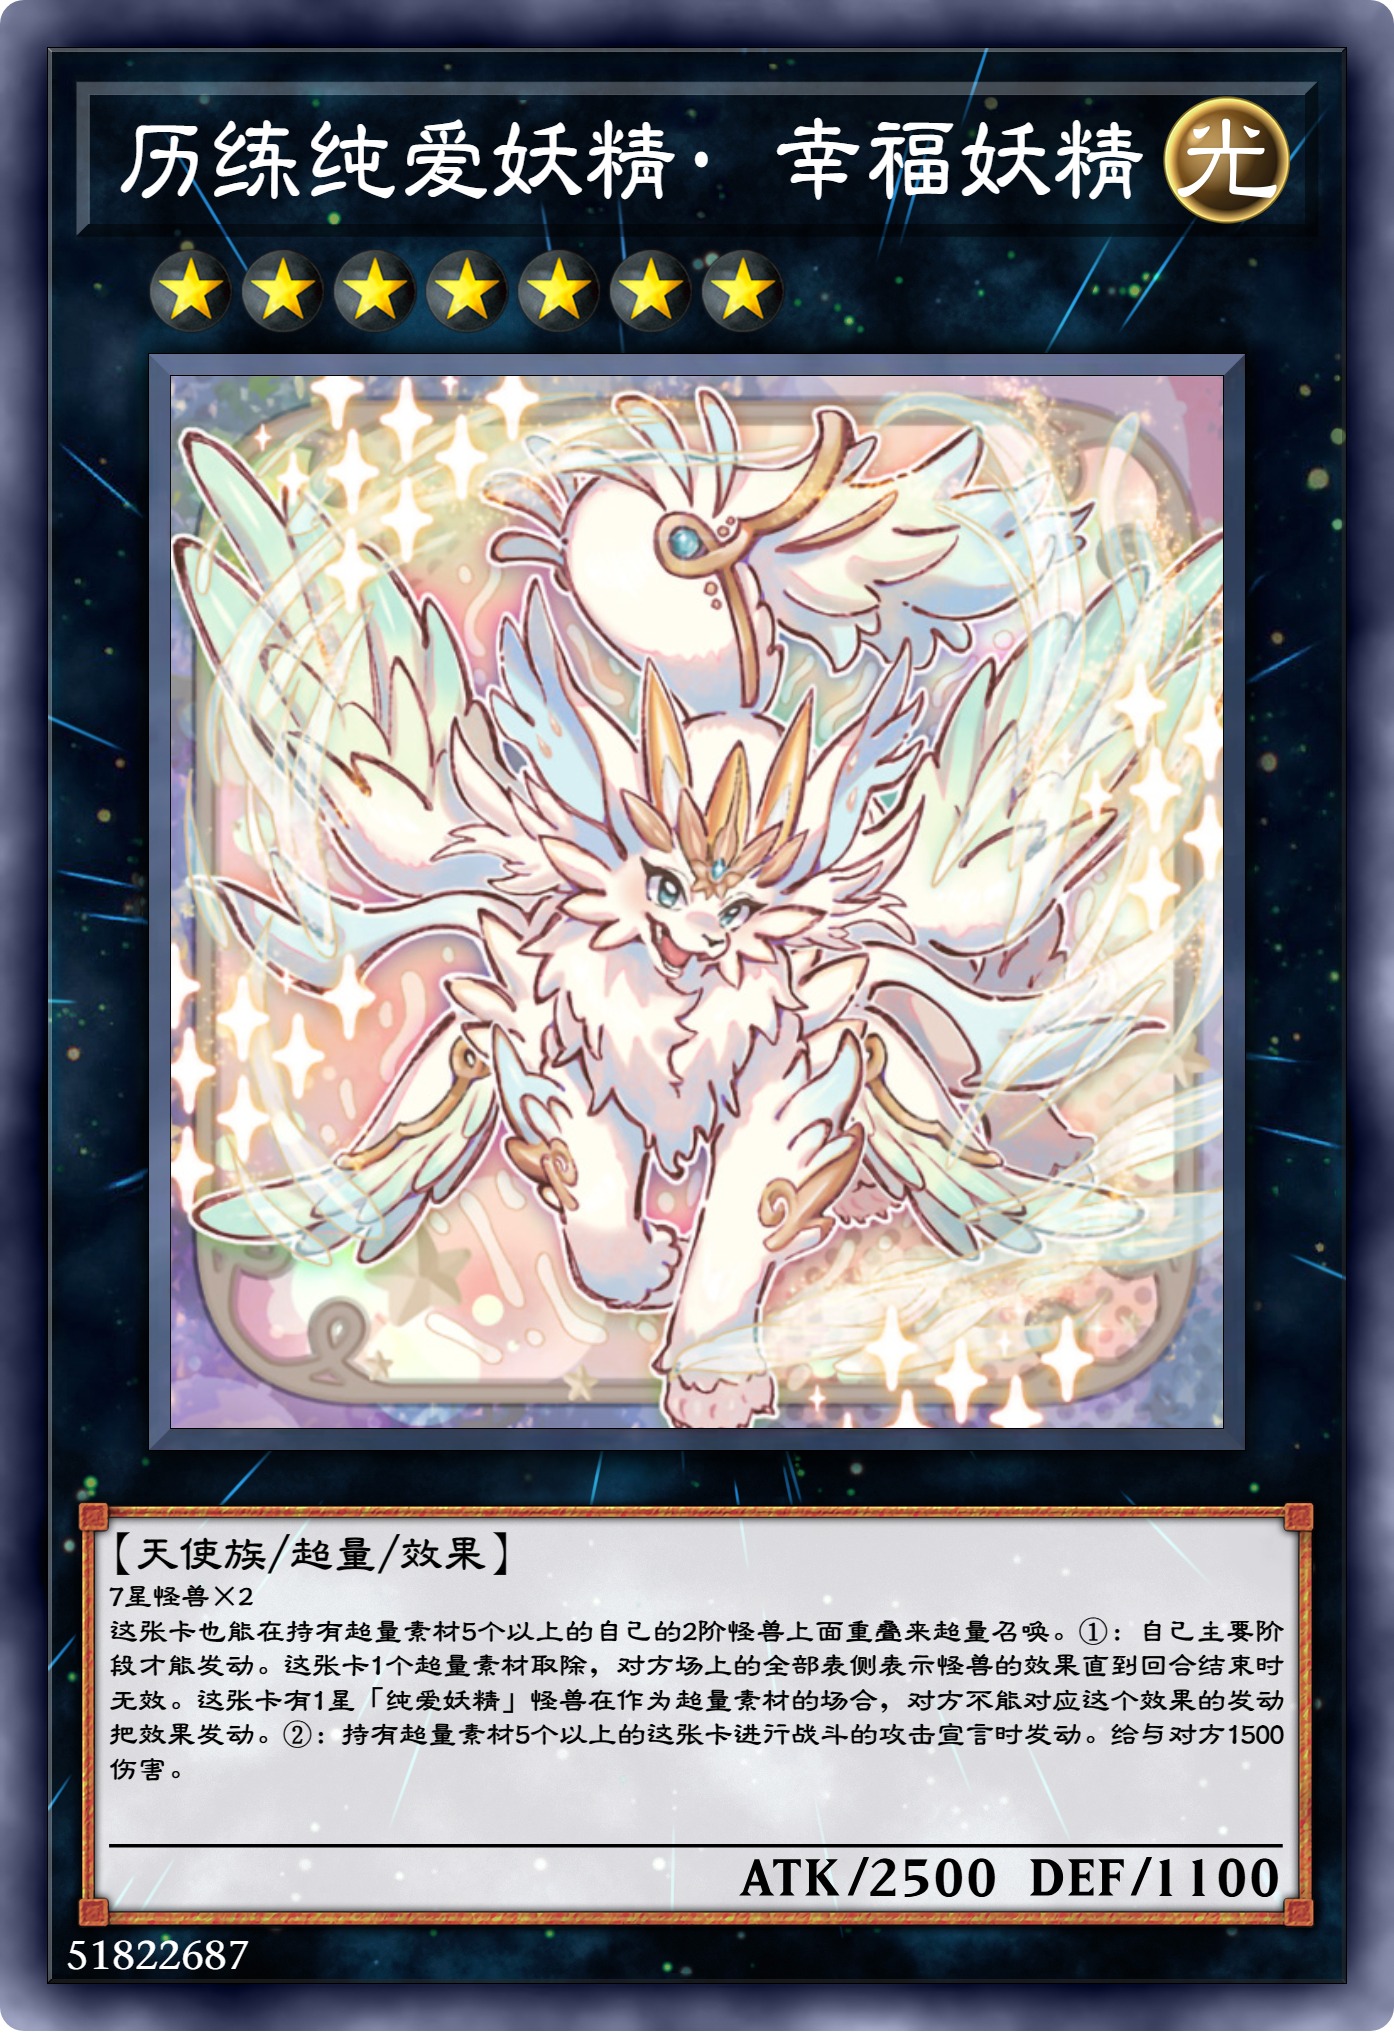 历练纯爱妖精·幸福妖精 光
【天使族/超量/效果】
7星怪兽×2
这张卡也能在持有超量素材5个以上的自己的2阶怪兽上面重叠来超量召唤。①：自己主要阶
段才能发动。这张卡1个超量素材取除，对方场上的全部表侧表示怪兽的效果直到回合结束时
无效。这张卡有1星「纯爱妖精」怪兽在作为超量素材的场合，对方不能对应这个效果的发动
把效果发动。②：持有超量素材5个以上的这张卡进行战斗的攻击宣言时发动。给与对方1500
伤害。
ATK/2500 DEF/1100
51822687